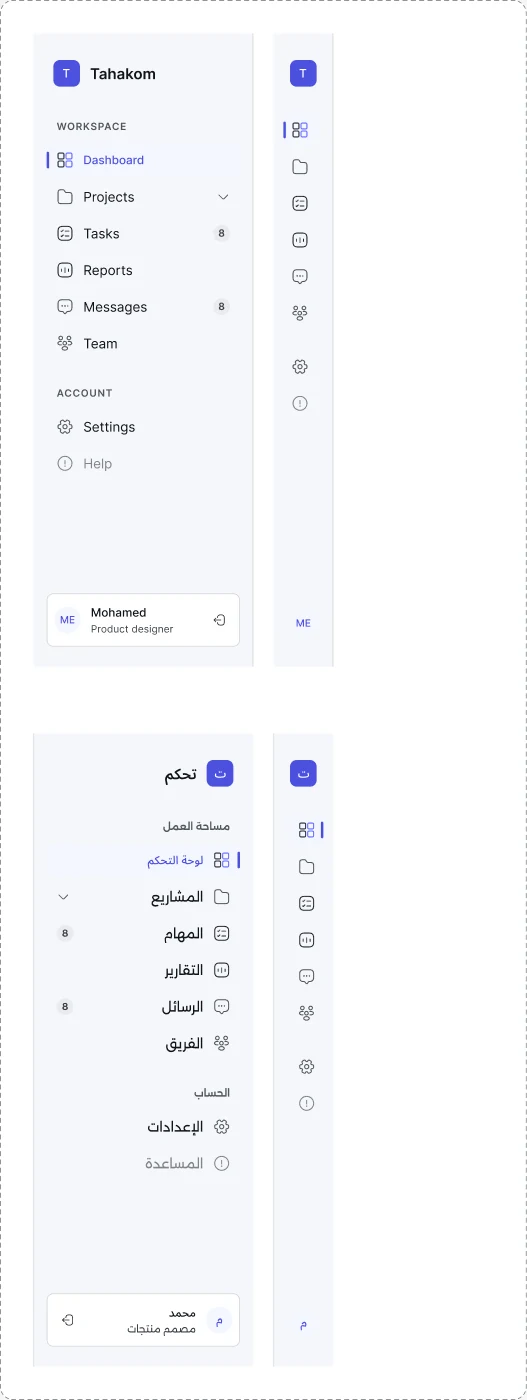 T Tahakom
WORKSPACE
Dashboard
Projects
Tasks 8
Reports
Messages 8
Team
ACCOUNT
Settings
Help
ME Mohamed
Product designer
T
ME
ت تحكم
مساحة العمل
لوحة التحكم
المشاريع
المهام 8
التقارير
الرسائل 8
الفريق
الحساب
الإعدادات
المساعدة
م محمد
مصمم منتجات
ت
م